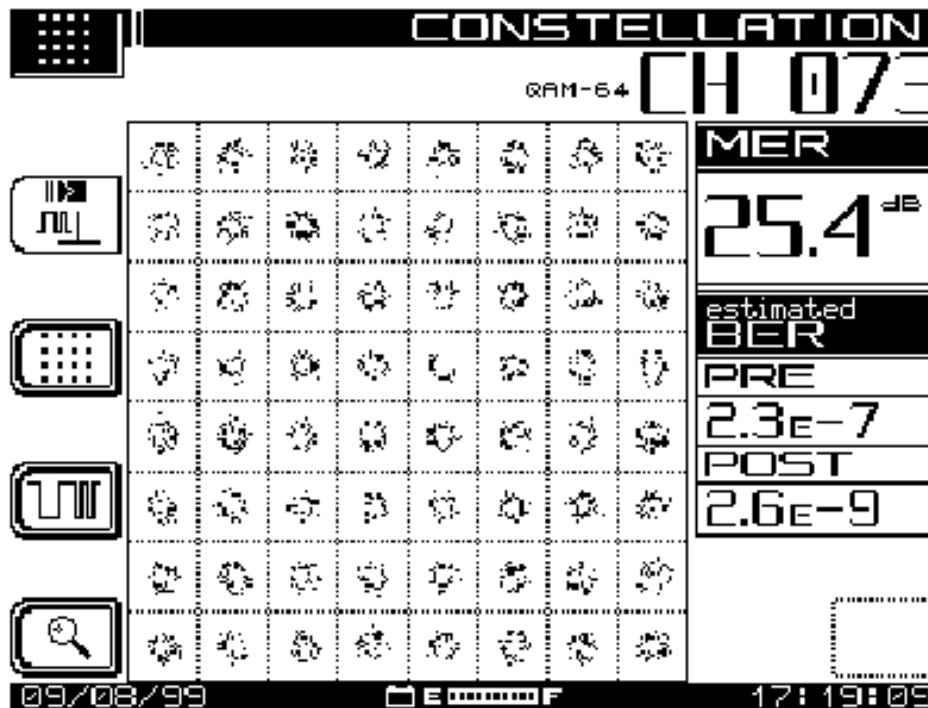 CONSTELLATION
QAM-64 CH 073
MER
25.4 dB
estimated
BER
PRE
2.3E-7
POST
2.6E-9
09/08/99 E F 17:19:09